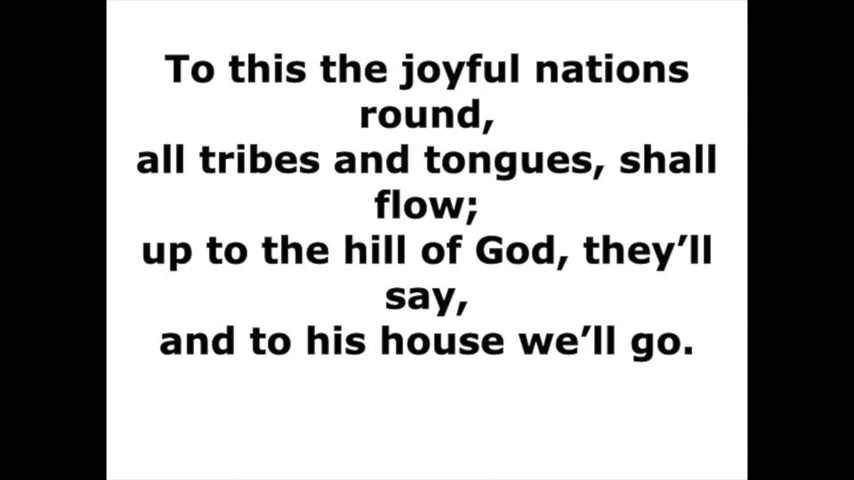 To this the joyful nations
round,
all tribes and tongues, shall
flow;
up to the hill of God, they’ll
say,
and to his house we’ll go.